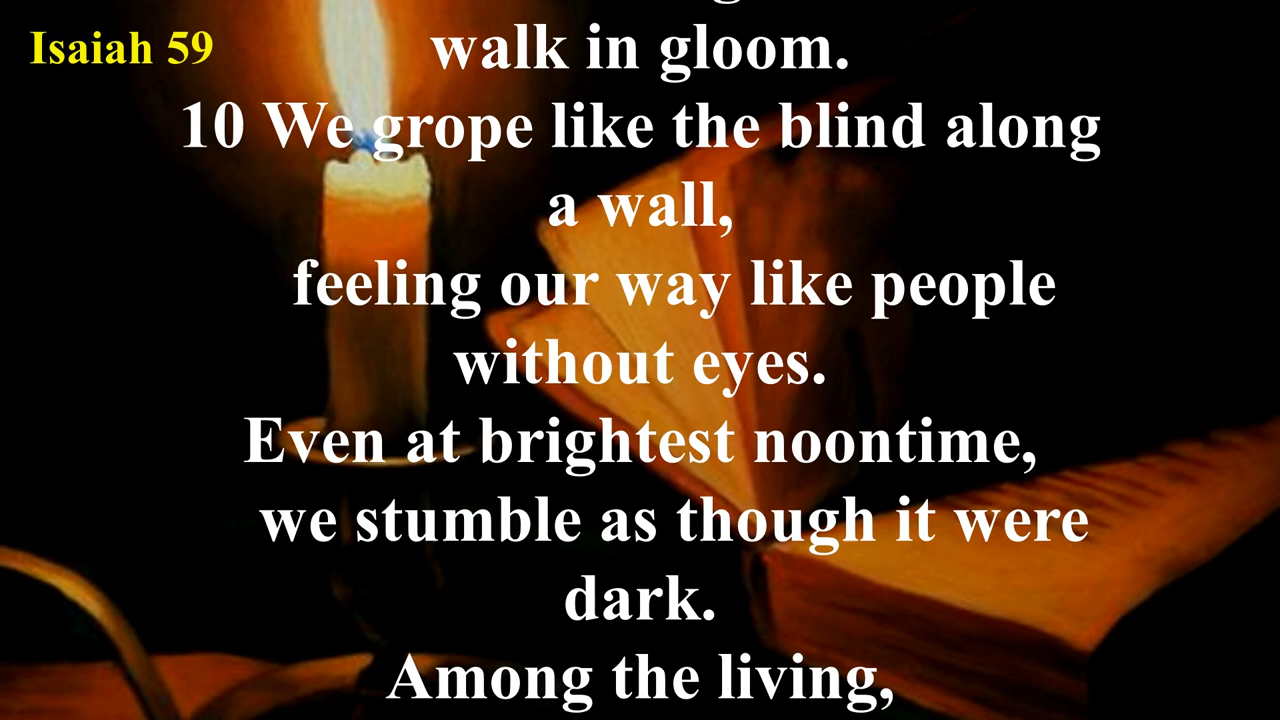 Isaiah 59
walk in gloom.
10 We grope like the blind along
a wall,
feeling our way like people
without eyes.
Even at brightest noontime,
we stumble as though it were
dark.
Among the living,